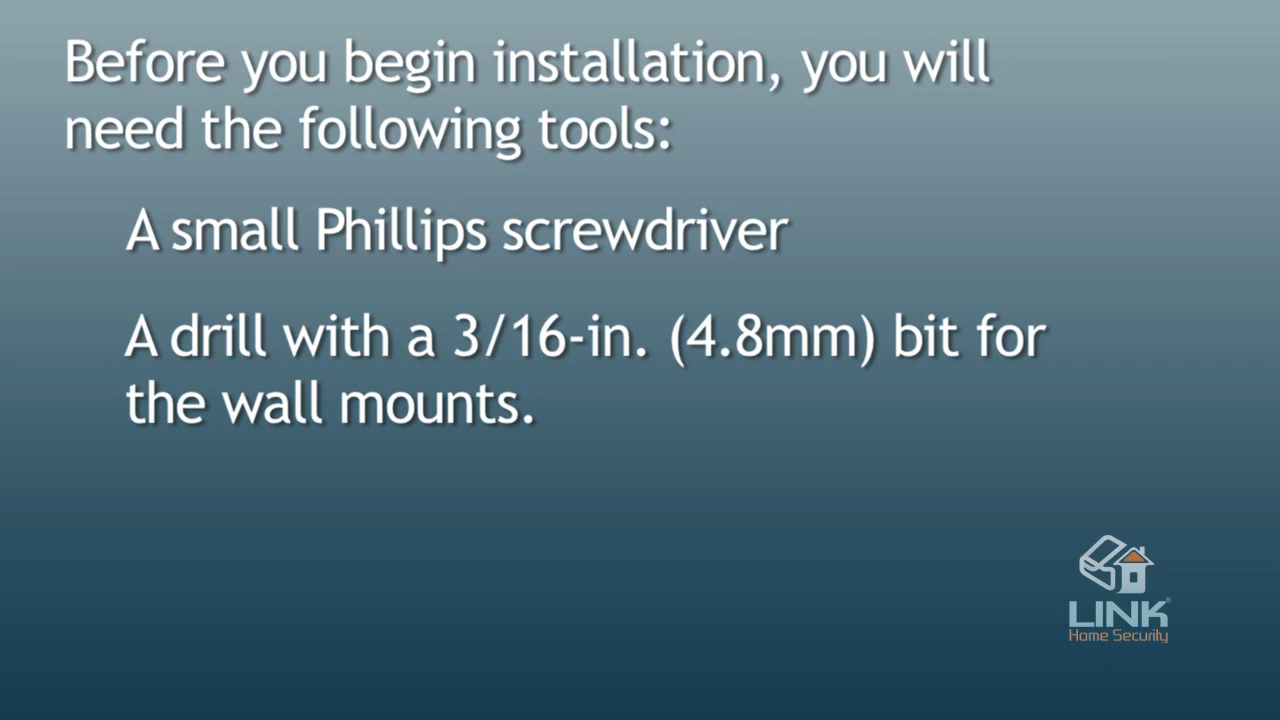 Before you begin installation, you will
need the following tools:
A small Phillips screwdriver
A drill with a 3/16-in. (4.8mm) bit for
the wall mounts.
LINK®
Home Security